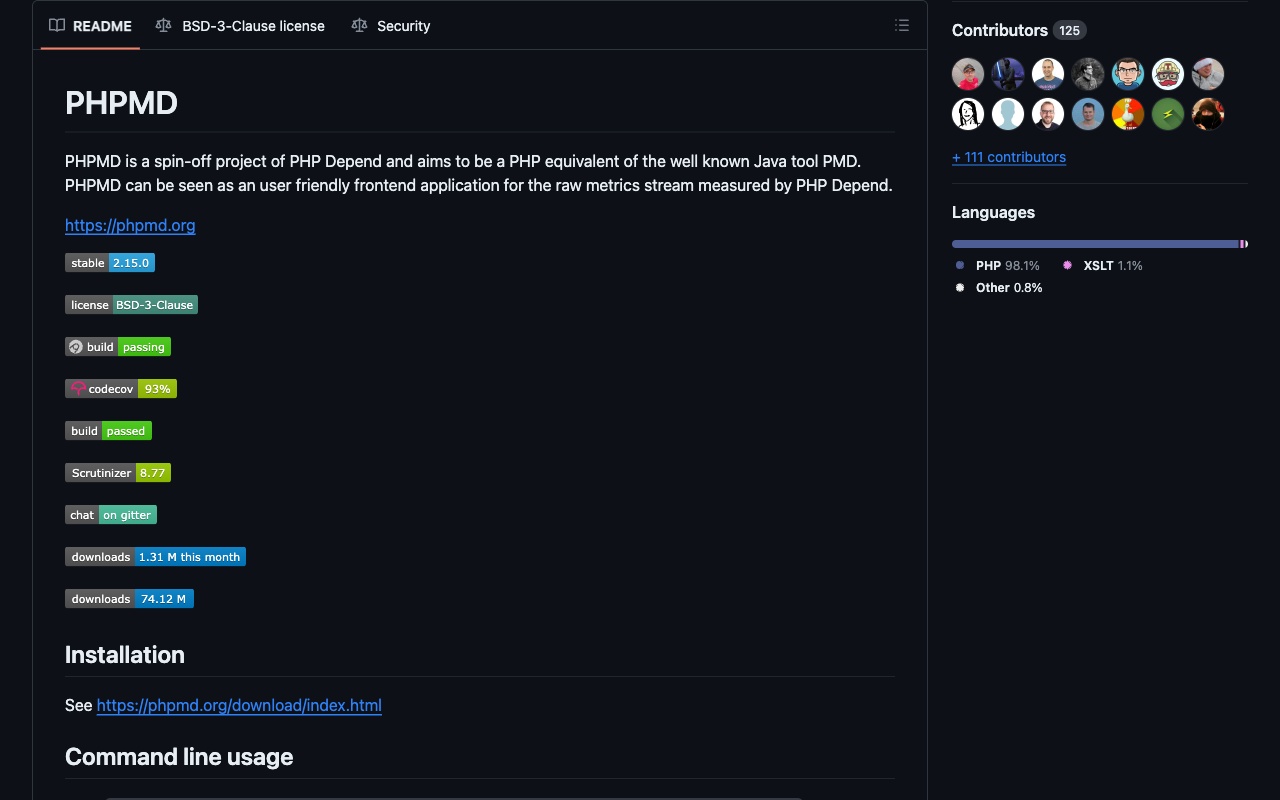 README
BSD-3-Clause license
Security
PHPMD
PHPMD is a spin-off project of PHP Depend and aims to be a PHP equivalent of the well known Java tool PMD.
PHPMD can be seen as an user friendly frontend application for the raw metrics stream measured by PHP Depend.
https://phpmd.org
stable 2.15.0
license BSD-3-Clause
build passing
codecov 93%
build passed
Scrutinizer 8.77
chat on gitter
downloads 1.31 M this month
downloads 74.12 M
Installation
See https://phpmd.org/download/index.html
Command line usage
Contributors 125
+ 111 contributors
Languages
PHP 98.1% XSLT 1.1%
Other 0.8%